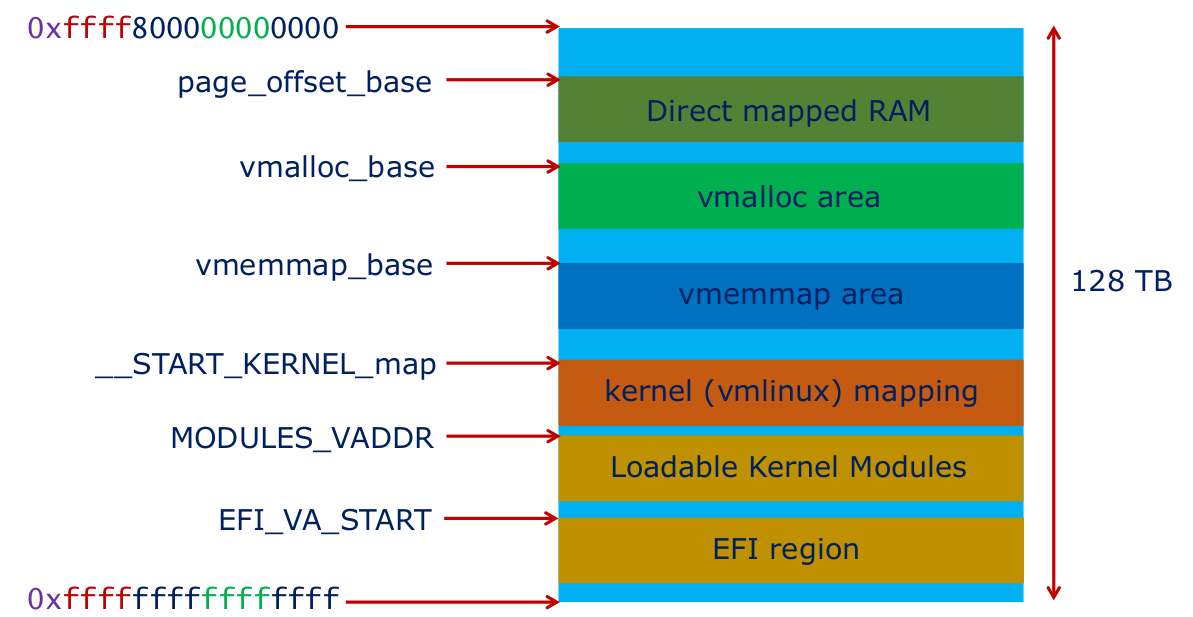 0xffff800000000000
page_offset_base
Direct mapped RAM
vmalloc_base
vmalloc area
vmemmap_base
vmemmap area
128 TB
__START_KERNEL_map
kernel (vmlinux) mapping
MODULES_VADDR
Loadable Kernel Modules
EFI_VA_START
EFI region
0xffffffffffffffff